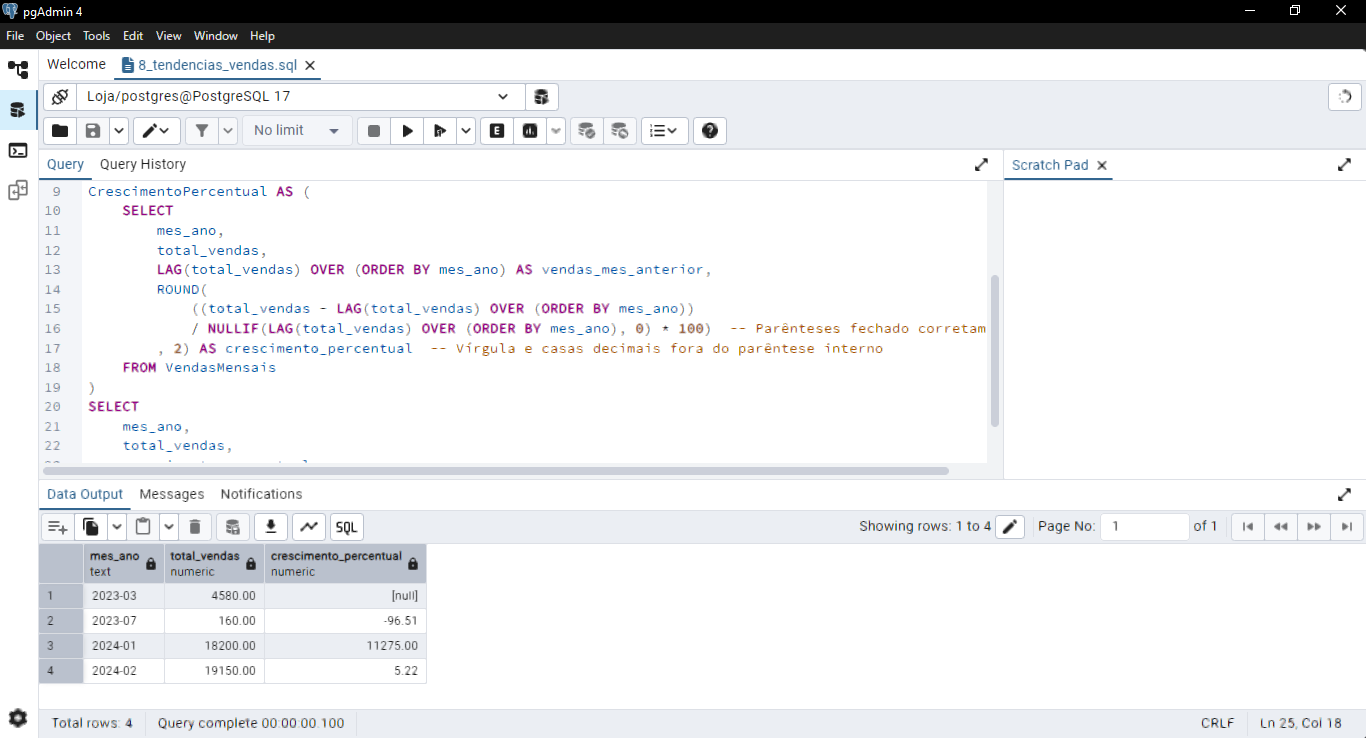 pgAdmin 4
File Object Tools Edit View Window Help
Welcome 8_tendencias_vendas.sql
Loja/postgres@PostgreSQL 17
No limit E
Query Query History Scratch Pad
9 CrescimentoPercentual AS (
10 SELECT
11 mes_ano,
12 total_vendas,
13 LAG(total_vendas) OVER (ORDER BY mes_ano) AS vendas_mes_anterior,
14 ROUND(
15 ((total_vendas - LAG(total_vendas) OVER (ORDER BY mes_ano))
16 / NULLIF(LAG(total_vendas) OVER (ORDER BY mes_ano), 0) * 100) -- Parênteses fechado corretam
17 , 2) AS crescimento_percentual -- Vírgula e casas decimais fora do parêntese interno
18 FROM VendasMensais
19 )
20 SELECT
21 mes_ano,
22 total_vendas,
Data Output Messages Notifications
SQL Showing rows: 1 to 4 Page No: 1 of 1
mes_ano total_vendas crescimento_percentual
text numeric numeric
1 2023-03 4580.00 [null]
2 2023-07 160.00 -96.51
3 2024-01 18200.00 11275.00
4 2024-02 19150.00 5.22
Total rows: 4 Query complete 00:00:00.100 CRLF Ln 25, Col 18